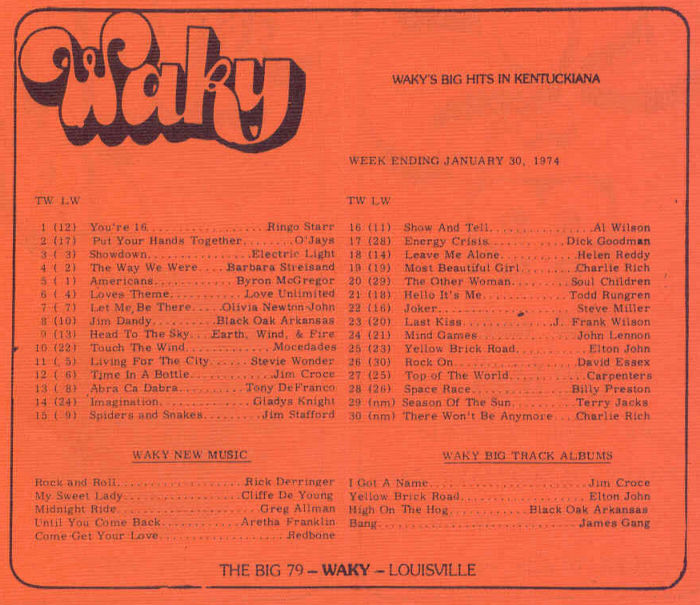 Waky
WAKY'S BIG HITS IN KENTUCKIANA
WEEK ENDING JANUARY 30, 1974
TW LW
1 (12) You're 16..................Ringo Starr
2 (17) Put Your Hands Together........O'Jays
3 ( 3) Showdown...............Electric Light
4 ( 2) The Way We Were....Barbara Streisand
5 ( 1) Americans.............Byron McGregor
6 ( 4) Loves Theme...........Love Unlimited
7 ( 7) Let Me Be There.....Olivia Newton-John
8 (10) Jim Dandy.........Black Oak Arkansas
9 (13) Head To The Sky....Earth, Wind, & Fire
10 (22) Touch The Wind.............Mocedades
11 ( 5) Living For The City......Stevie Wonder
12 ( 6) Time In A Bottle.............Jim Croce
13 ( 8) Abra Ca Dabra..........Tony DeFranco
14 (24) Imagination.............Gladys Knight
15 ( 9) Spiders and Snakes........Jim Stafford
TW LW
16 (11) Show And Tell...............Al Wilson
17 (28) Energy Crisis...........Dick Goodman
18 (14) Leave Me Alone...........Helen Reddy
19 (19) Most Beautiful Girl........Charlie Rich
20 (29) The Other Woman........Soul Children
21 (18) Hello It's Me............Todd Rungren
22 (16) Joker....................Steve Miller
23 (20) Last Kiss.............J. Frank Wilson
24 (21) Mind Games..............John Lennon
25 (23) Yellow Brick Road.........Elton John
26 (30) Rock On..................David Essex
27 (25) Top of The World..........Carpenters
28 (26) Space Race.............Billy Preston
29 (nm) Season Of The Sun.........Terry Jacks
30 (nm) There Won't Be Anymore...Charlie Rich
WAKY NEW MUSIC
Rock and Roll..................Rick Derringer
My Sweet Lady................Cliffe De Young
Midnight Ride....................Greg Allman
Until You Come Back...........Aretha Franklin
Come Get Your Love..................Redbone
WAKY BIG TRACK ALBUMS
I Got A Name......................Jim Croce
Yellow Brick Road.................Elton John
High On The Hog..........Black Oak Arkansas
Bang.............................James Gang
THE BIG 79 – WAKY – LOUISVILLE